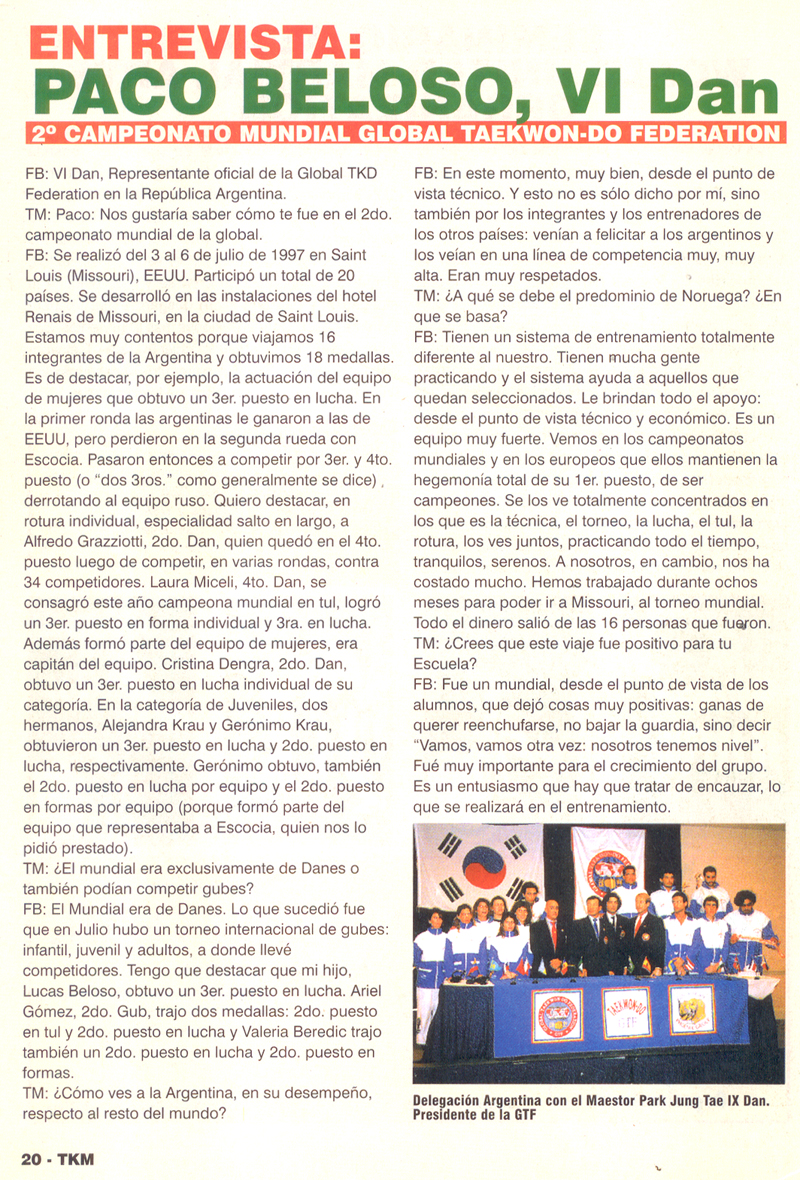 ENTREVISTA:
PACO BELOSO, VI Dan
2º CAMPEONATO MUNDIAL GLOBAL TAEKWON-DO FEDERATION
FB: VI Dan, Representante oficial de la Global TKD
Federation en la República Argentina.
TM: Paco: Nos gustaría saber cómo te fue en el 2do.
campeonato mundial de la global.
FB: Se realizó del 3 al 6 de julio de 1997 en Saint
Louis (Missouri), EEUU. Participó un total de 20
países. Se desarrolló en las instalaciones del hotel
Renais de Missouri, en la ciudad de Saint Louis.
Estamos muy contentos porque viajamos 16
integrantes de la Argentina y obtuvimos 18 medallas.
Es de destacar, por ejemplo, la actuación del equipo
de mujeres que obtuvo un 3er. puesto en lucha. En
la primer ronda las argentinas le ganaron a las de
EEUU, pero perdieron en la segunda rueda con
Escocia. Pasaron entonces a competir por 3er. y 4to.
puesto (o "dos 3ros." como generalmente se dice) ,
derrotando al equipo ruso. Quiero destacar, en
rotura individual, especialidad salto en largo, a
Alfredo Grazziotti, 2do. Dan, quien quedó en el 4to.
puesto luego de competir, en varias rondas, contra
34 competidores. Laura Miceli, 4to. Dan, se
consagró este año campeona mundial en tul, logró
un 3er. puesto en forma individual y 3ra. en lucha.
Además formó parte del equipo de mujeres, era
capitán del equipo. Cristina Dengra, 2do. Dan,
obtuvo un 3er. puesto en lucha individual de su
categoría. En la categoría de Juveniles, dos
hermanos, Alejandra Krau y Gerónimo Krau,
obtuvieron un 3er. puesto en lucha y 2do. puesto en
lucha, respectivamente. Gerónimo obtuvo, también
el 2do. puesto en lucha por equipo y el 2do. puesto
en formas por equipo (porque formó parte del
equipo que representaba a Escocia, quien nos lo
pidió prestado).
TM: ¿El mundial era exclusivamente de Danes o
también podían competir gubes?
FB: El Mundial era de Danes. Lo que sucedió fue
que en Julio hubo un torneo internacional de gubes:
infantil, juvenil y adultos, a donde llevé
competidores. Tengo que destacar que mi hijo,
Lucas Beloso, obtuvo un 3er. puesto en lucha. Ariel
Gómez, 2do. Gub, trajo dos medallas: 2do. puesto
en tul y 2do. puesto en lucha y Valeria Beredic trajo
también un 2do. puesto en lucha y 2do. puesto en
formas.
TM: ¿Cómo ves a la Argentina, en su desempeño,
respecto al resto del mundo?
FB: En este momento, muy bien, desde el punto de
vista técnico. Y esto no es sólo dicho por mí, sino
también por los integrantes y los entrenadores de
los otros países: venían a felicitar a los argentinos y
los veían en una línea de competencia muy, muy
alta. Eran muy respetados.
TM: ¿A qué se debe el predominio de Noruega? ¿En
que se basa?
FB: Tienen un sistema de entrenamiento totalmente
diferente al nuestro. Tienen mucha gente
practicando y el sistema ayuda a aquellos que
quedan seleccionados. Le brindan todo el apoyo:
desde el punto de vista técnico y económico. Es un
equipo muy fuerte. Vemos en los campeonatos
mundiales y en los europeos que ellos mantienen la
hegemonía total de su 1er. puesto, de ser
campeones. Se los ve totalmente concentrados en
los que es la técnica, el torneo, la lucha, el tul, la
rotura, los ves juntos, practicando todo el tiempo,
tranquilos, serenos. A nosotros, en cambio, nos ha
costado mucho. Hemos trabajado durante ochos
meses para poder ir a Missouri, al torneo mundial.
Todo el dinero salió de las 16 personas que fueron.
TM: ¿Crees que este viaje fue positivo para tu
Escuela?
FB: Fue un mundial, desde el punto de vista de los
alumnos, que dejó cosas muy positivas: ganas de
querer reenchufarse, no bajar la guardia, sino decir
"Vamos, vamos otra vez: nosotros tenemos nivel".
Fué muy importante para el crecimiento del grupo.
Es un entusiasmo que hay que tratar de encauzar, lo
que se realizará en el entrenamiento.
TAEKWONDO
GTF
Delegación Argentina con el Maestor Park Jung Tae IX Dan.
Presidente de la GTF
20 - TKM